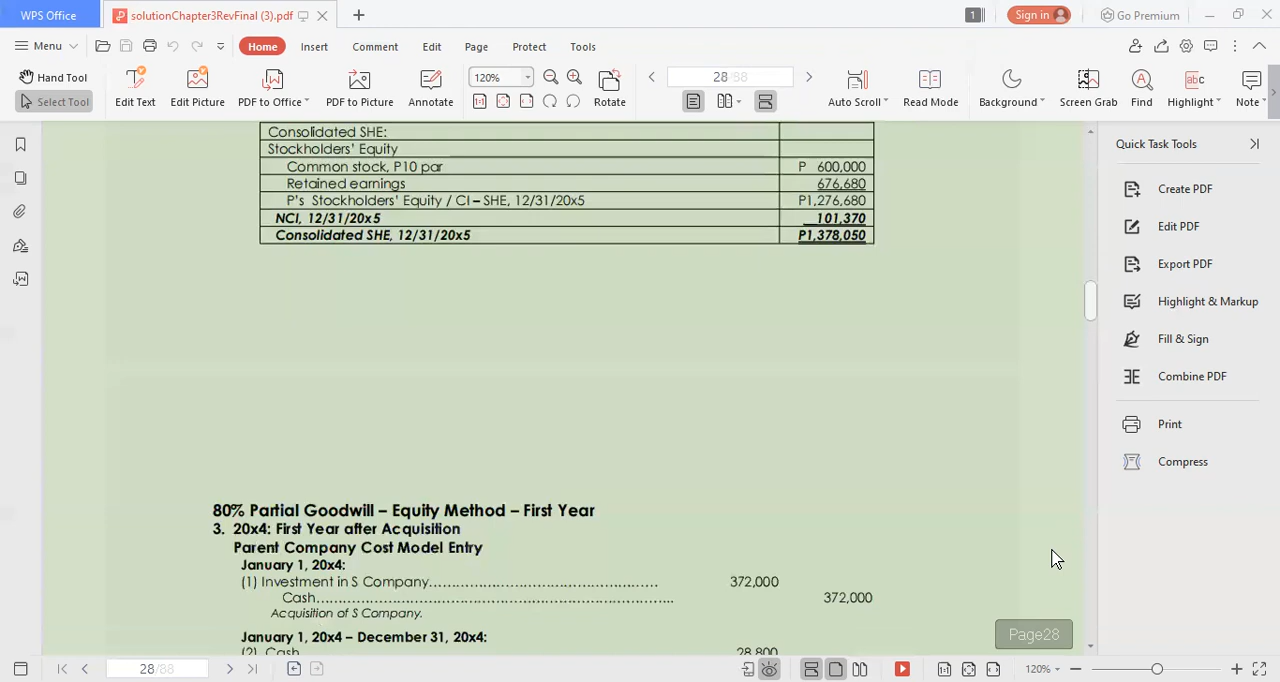 WPS Office
solutionChapter3RevFinal (3).pdf
1
Sign in
Go Premium
Menu
Home
Insert
Comment
Edit
Page
Protect
Tools
Hand Tool
Select Tool
Edit Text
Edit Picture
PDF to Office
PDF to Picture
Annotate
120%
Rotate
28/88
Auto Scroll
Read Mode
Background
Screen Grab
Find
Highlight
Note
Consolidated SHE:
Stockholders' Equity
Common stock, P10 par P 600,000
Retained earnings 676,680
P's Stockholders' Equity / CI – SHE, 12/31/20x5 P1,276,680
NCI, 12/31/20x5 101,370
Consolidated SHE, 12/31/20x5 P1,378,050
80% Partial Goodwill – Equity Method – First Year
3. 20x4: First Year after Acquisition
Parent Company Cost Model Entry
January 1, 20x4:
(1) Investment in S Company…………………………………… 372,000
Cash…………………………………………………………... 372,000
Acquisition of S Company.
January 1, 20x4 – December 31, 20x4:
(2) Cash 28,800
Page28
Quick Task Tools
Create PDF
Edit PDF
Export PDF
Highlight & Markup
Fill & Sign
Combine PDF
Print
Compress
28/88
120%